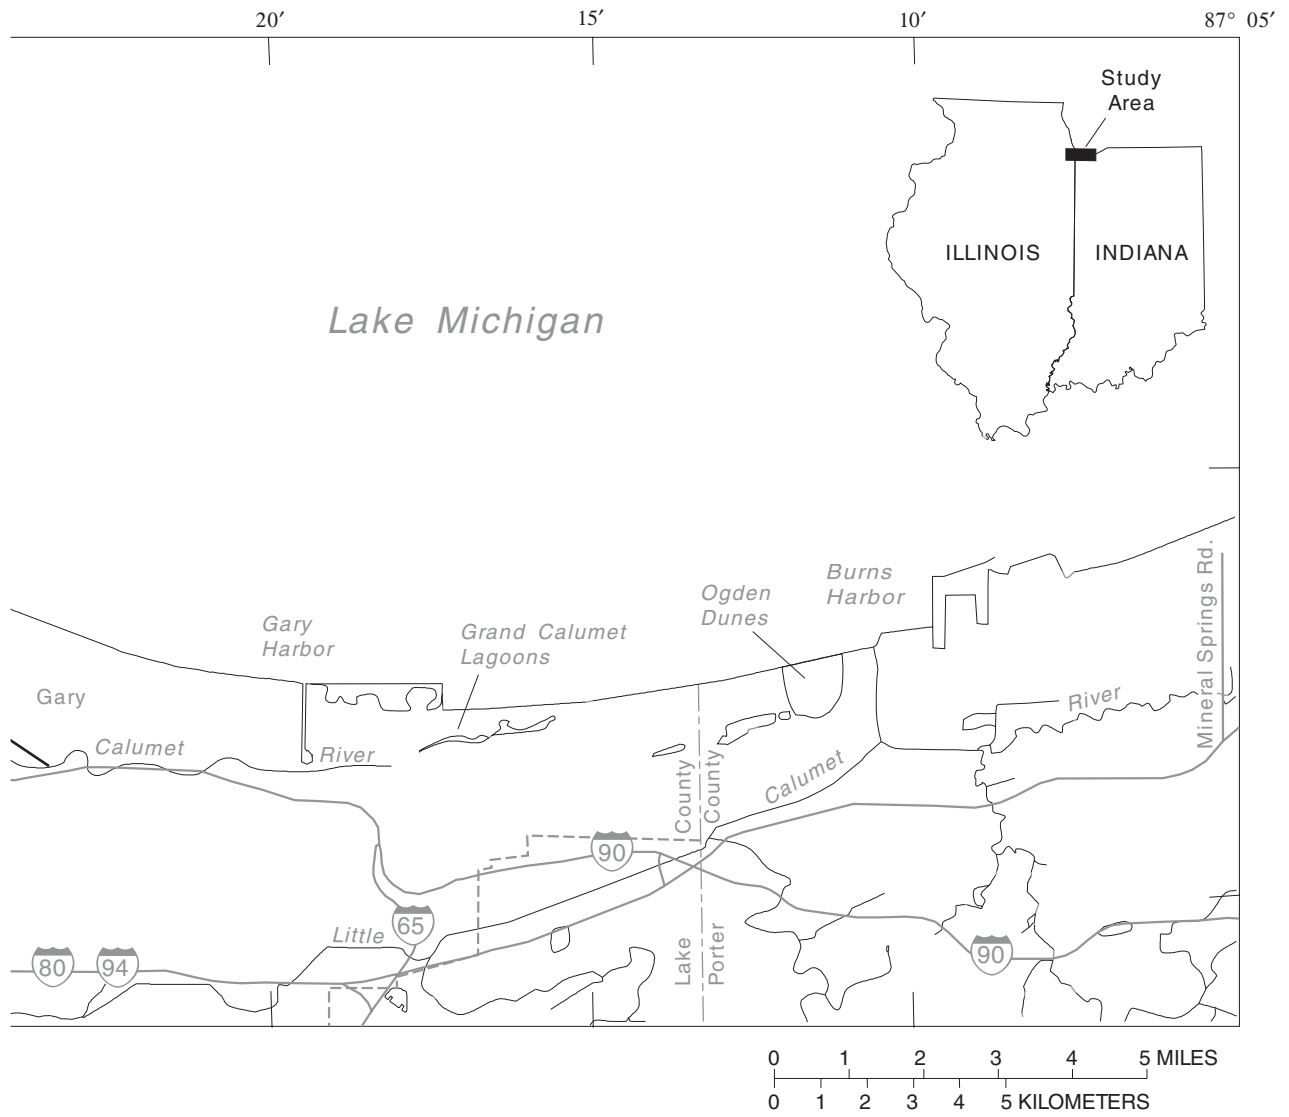 20′ 15′ 10′ 87° 05′
Study
Area
ILLINOIS INDIANA
Lake Michigan
Burns
Harbor
Ogden
Dunes
Gary
Harbor
Grand Calumet
Lagoons
Mineral Springs Rd.
Gary
River
Calumet
River
County
County
Calumet
90
65
Little
Lake
Porter
90
80 94
0 1 2 3 4 5 MILES
0 1 2 3 4 5 KILOMETERS